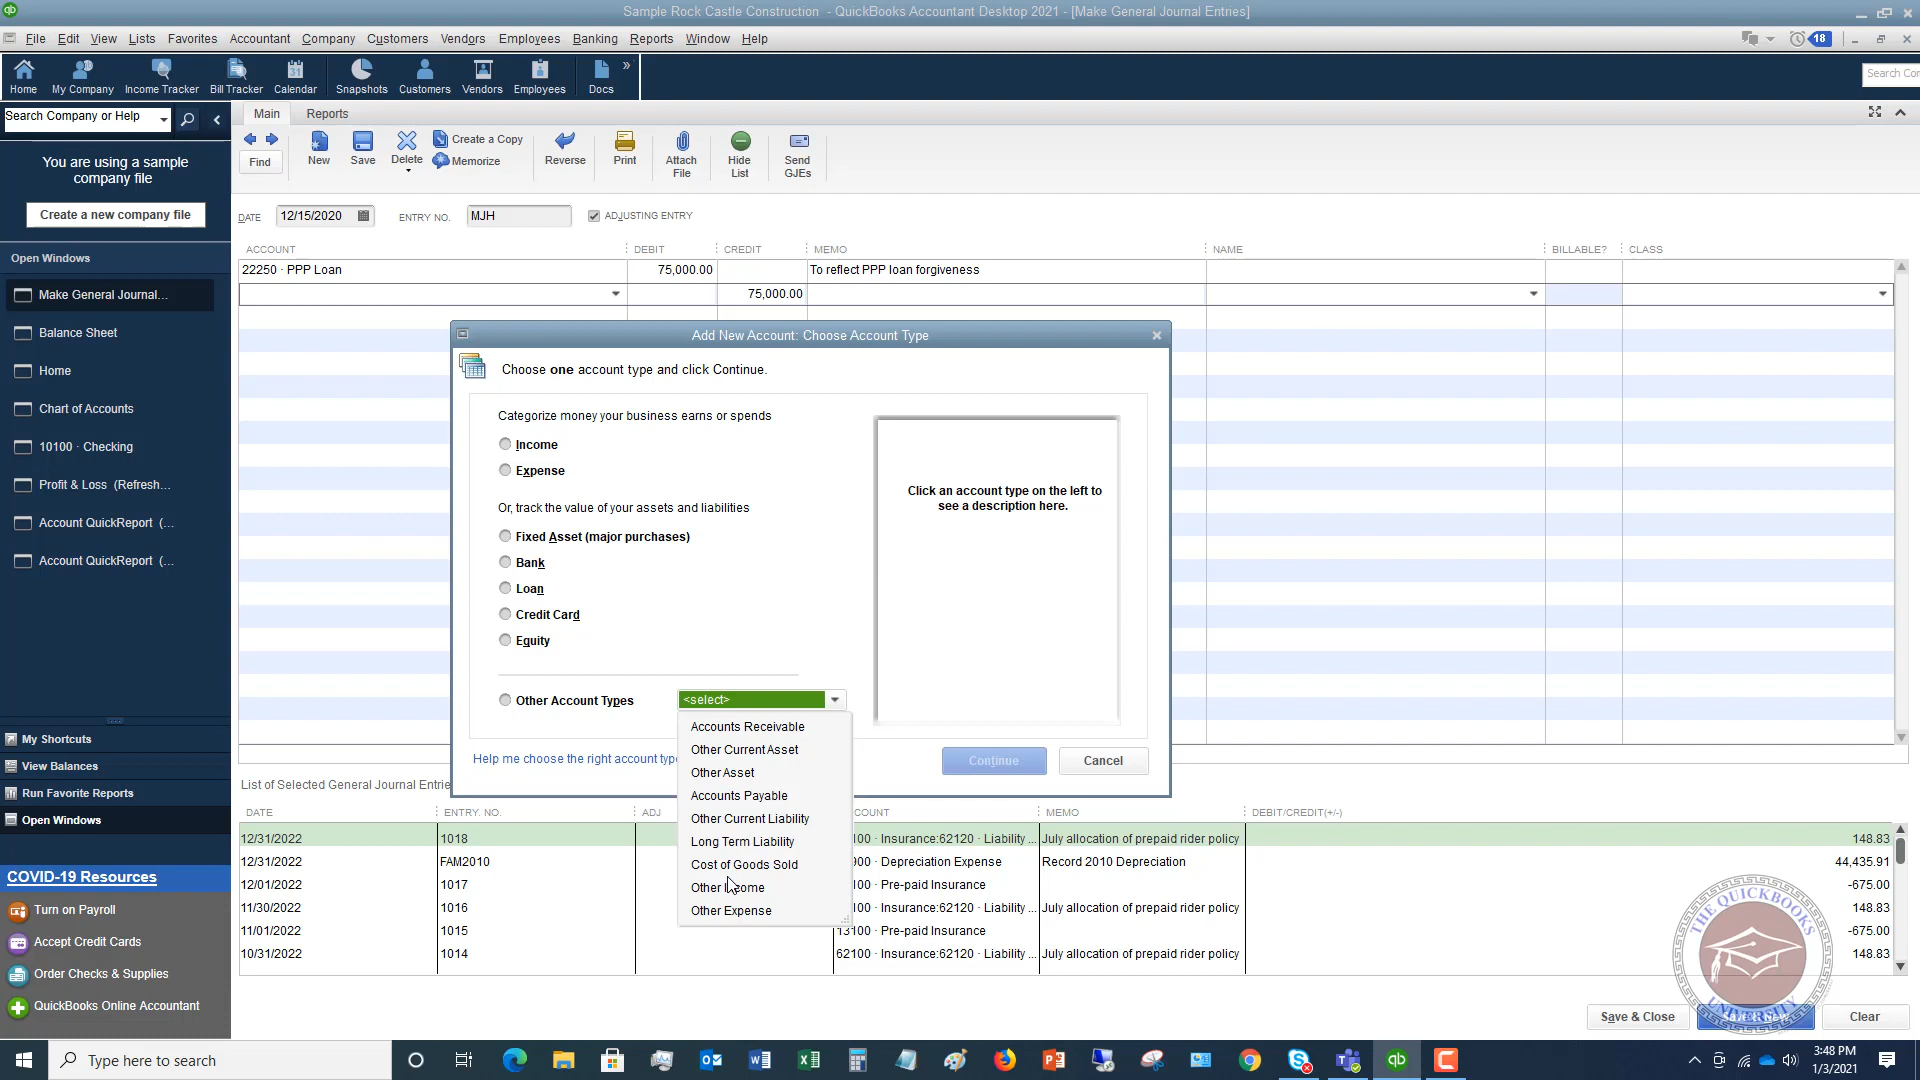 Sample Rock Castle Construction - QuickBooks Accountant Desktop 2021 - [Make General Journal Entries]
File Edit View Lists Favorites Accountant Company Customers Vendors Employees Banking Reports Window Help
18
Home My Company Income Tracker Bill Tracker Calendar Snapshots Customers Vendors Employees Docs »
31
Search Con
Search Company or Help
You are using a sample
company file
Create a new company file
Open Windows
Make General Journal...
Balance Sheet
Home
Chart of Accounts
10100 · Checking
Profit & Loss (Refresh...
Account QuickReport (...
Account QuickReport (...
My Shortcuts
View Balances
Run Favorite Reports
Open Windows
COVID-19 Resources
Turn on Payroll
Accept Credit Cards
Order Checks & Supplies
QuickBooks Online Accountant
Main Reports
Find
New Save Delete
Create a Copy
Memorize
Reverse Print
Attach
File
Hide
List
Send
GJEs
DATE 12/15/2020 ENTRY NO. MJH ADJUSTING ENTRY
ACCOUNT DEBIT CREDIT MEMO NAME BILLABLE? CLASS
22250 · PPP Loan 75,000.00 To reflect PPP loan forgiveness
75,000.00
Add New Account: Choose Account Type
Choose one account type and click Continue.
Categorize money your business earns or spends
Income
Expense
Or, track the value of your assets and liabilities
Fixed Asset (major purchases)
Bank
Loan
Credit Card
Equity
Other Account Types <select>
Click an account type on the left to
see a description here.
Accounts Receivable
Other Current Asset
Other Asset
Accounts Payable
Other Current Liability
Long Term Liability
Cost of Goods Sold
Other Income
Other Expense
Help me choose the right account type
Continue Cancel
List of Selected General Journal Entrie
DATE ENTRY. NO. ADJ COUNT MEMO DEBIT/CREDIT(+/-)
12/31/2022 1018 100 · Insurance:62120 · Liability ... July allocation of prepaid rider policy 148.83
12/31/2022 FAM2010 900 · Depreciation Expense Record 2010 Depreciation 44,435.91
12/01/2022 1017 100 · Pre-paid Insurance -675.00
11/30/2022 1016 100 · Insurance:62120 · Liability ... July allocation of prepaid rider policy 148.83
11/01/2022 1015 13100 · Pre-paid Insurance -675.00
10/31/2022 1014 62100 · Insurance:62120 · Liability ... July allocation of prepaid rider policy 148.83
THE QUICKBOOKS
UNIVERSITY
Save & Close Save & New Clear
Type here to search
3:48 PM
1/3/2021